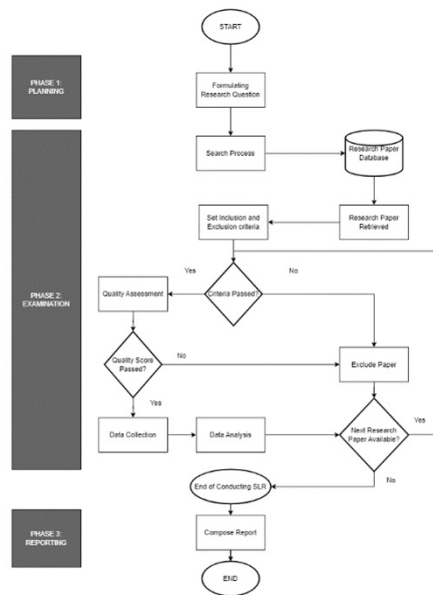 START
PHASE 1:
PLANNING
Formulating
Research Question
Search Process
Research Paper
Database
Set Inclusion and
Exclusion criteria
Research Paper
Retrieved
Yes
No
PHASE 2:
EXAMINATION
Quality Assessment
Criteria Passed?
Quality Score
Passed?
No
Exclude Paper
Yes
Data Collection
Data Analysis
Next Research
Paper Available?
Yes
No
End of Conducting SLR
PHASE 3:
REPORTING
Compose Report
END